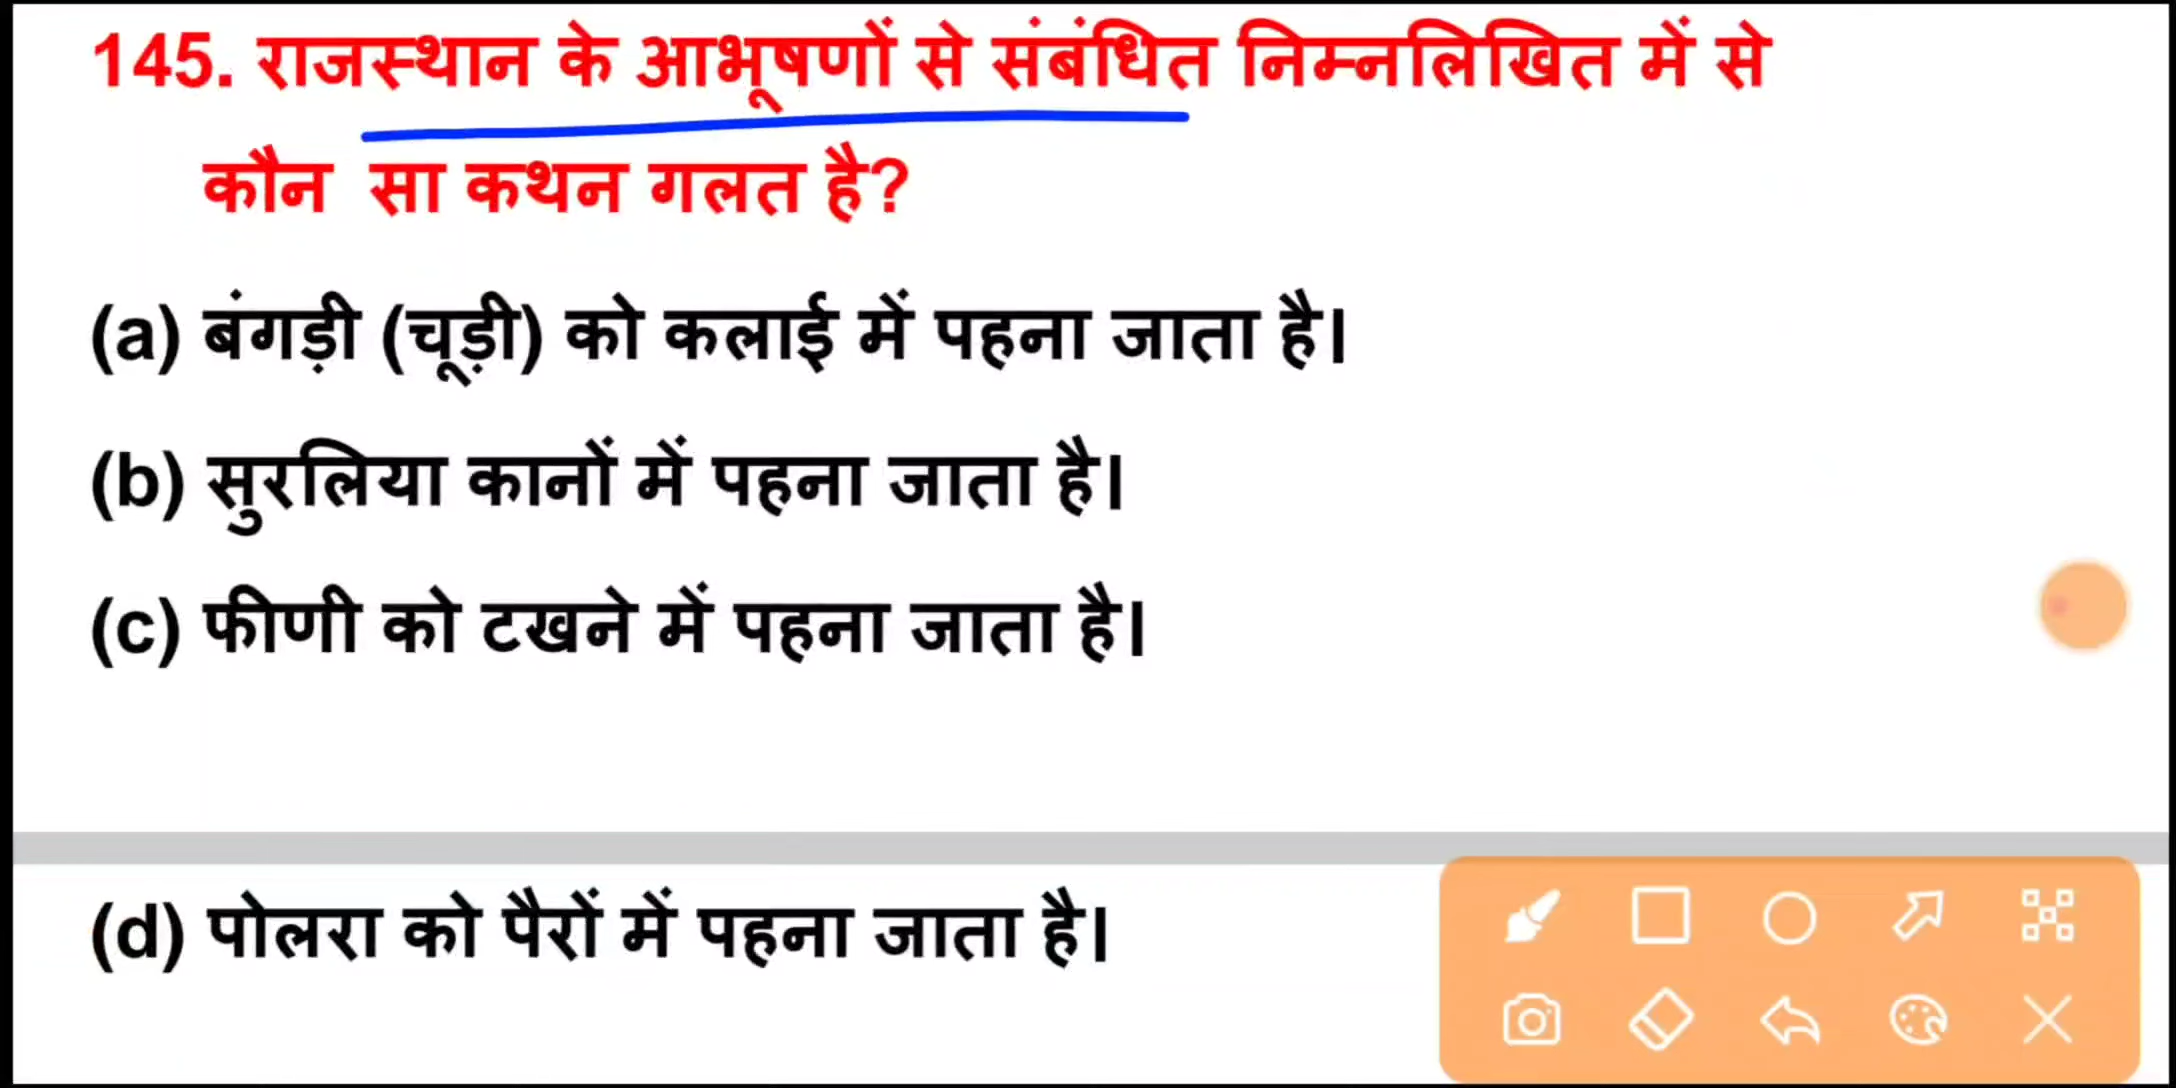 145. राजस्थान के आभूषणों से संबंधित निम्नलिखित में से
कौन सा कथन गलत है?
(a) बंगड़ी (चूड़ी) को कलाई में पहना जाता है।
(b) सुरलिया कानों में पहना जाता है।
(c) फीणी को टखने में पहना जाता है।
(d) पोलरा को पैरों में पहना जाता है।